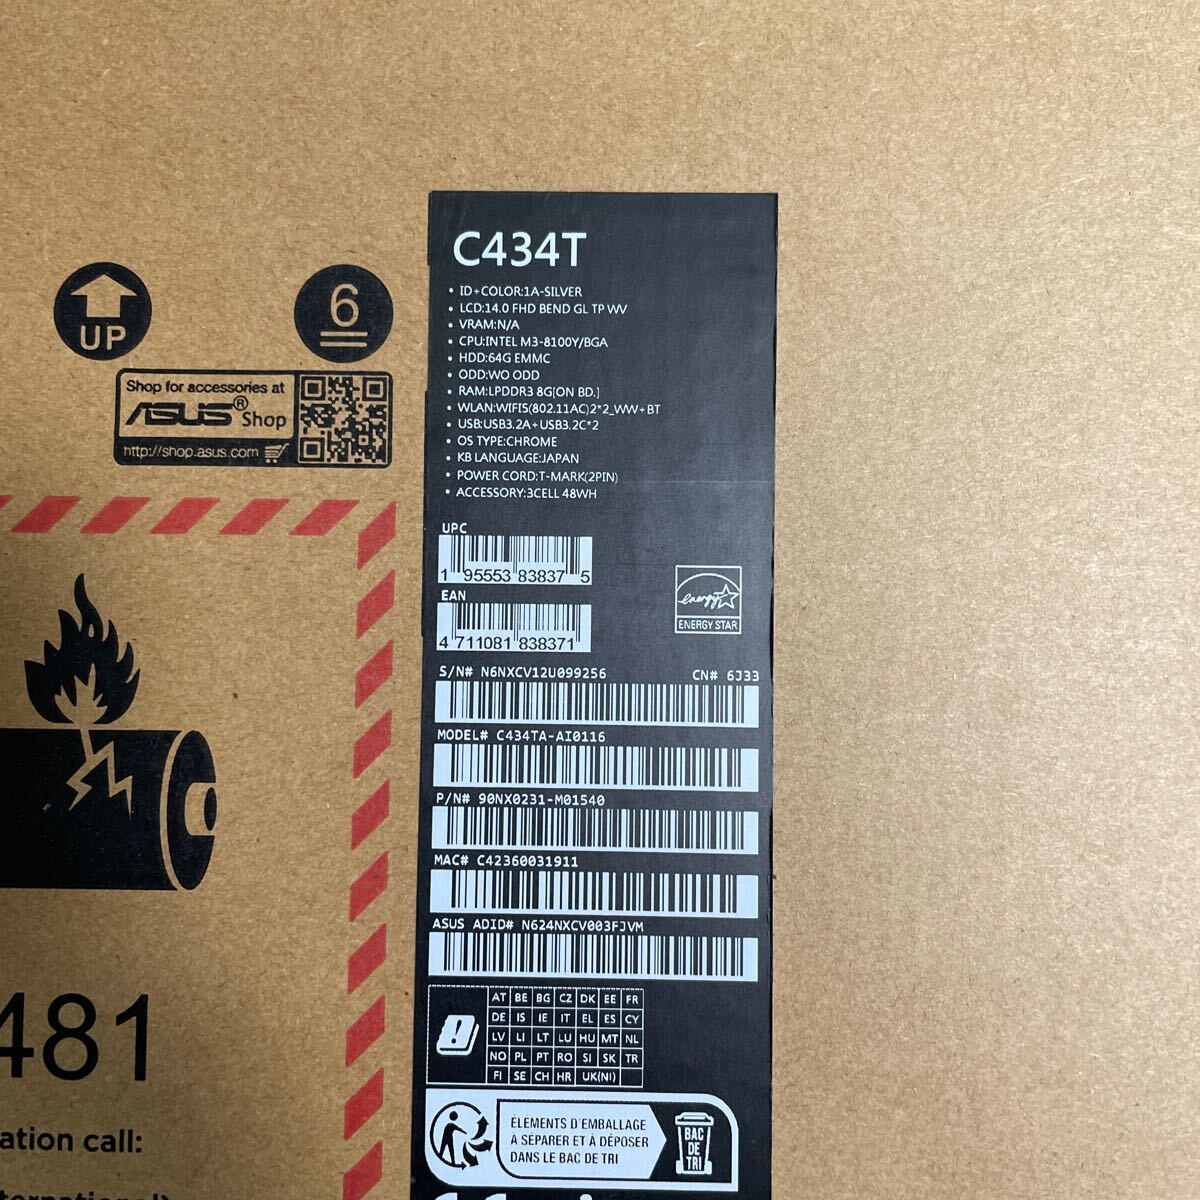 UP
6
Shop for accessories at
ASUS® Shop
http://shop.asus.com
C434T
• ID+COLOR:1A-SILVER
• LCD:14.0 FHD BEND GL TP WV
• VRAM:N/A
• CPU:INTEL M3-8100Y/BGA
• HDD:64G EMMC
• ODD:WO ODD
• RAM:LPDDR3 8G[ON BD.]
• WLAN:WIFI5(802.11AC)2*2_WW+BT
• USB:USB3.2A+USB3.2C*2
• OS TYPE:CHROME
• KB LANGUAGE:JAPAN
• POWER CORD:T-MARK(2PIN)
• ACCESSORY:3CELL 48WH
UPC
1 95553 83837 5
EAN
4 711081 838371
energy
ENERGY STAR
S/N# N6NXCV12U099256 CN# 6J33
MODEL# C434TA-AI0116
P/N# 90NX0231-M01540
MAC# C42360031911
ASUS ADID# N624NXCV003FJVM
AT BE BG CZ DK EE FR
DE IS IE IT EL ES CY
LV LI LT LU HU MT NL
NO PL PT RO SI SK TR
FI SE CH HR UK(NI)
ÉLÉMENTS D'EMBALLAGE
À SÉPARER ET À DÉPOSER
DANS LE BAC DE TRI
BAC
DE
TRI
481
ation call: